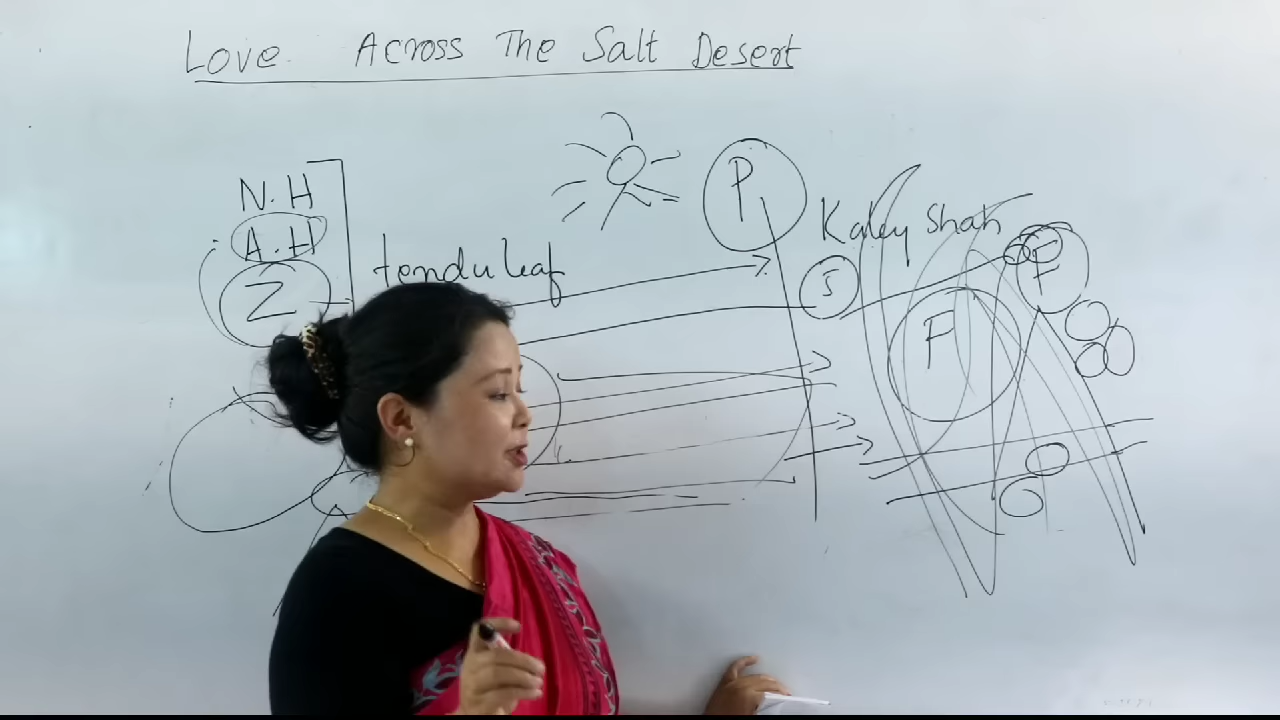 Love Across The Salt Desert
N.H
A.H
Z
tendu leaf
P
Kaley Shah
S
F
F